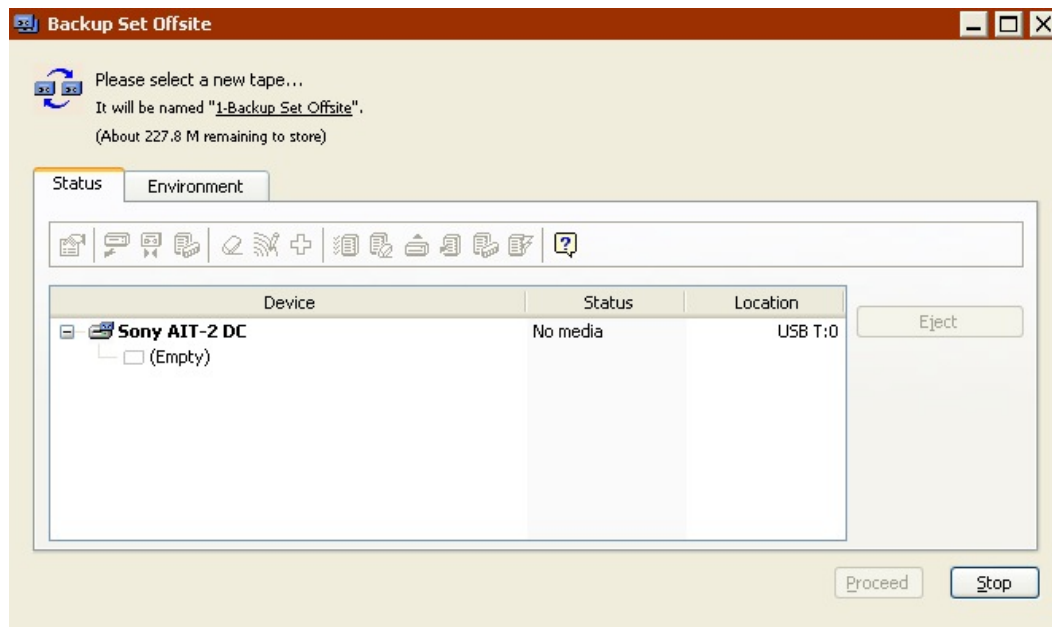 Backup Set Offsite
Please select a new tape...
It will be named "1-Backup Set Offsite".
(About 227.8 M remaining to store)
Status Environment
Device Status Location
Sony AIT-2 DC No media USB T:0
Eject
(Empty)
Proceed Stop